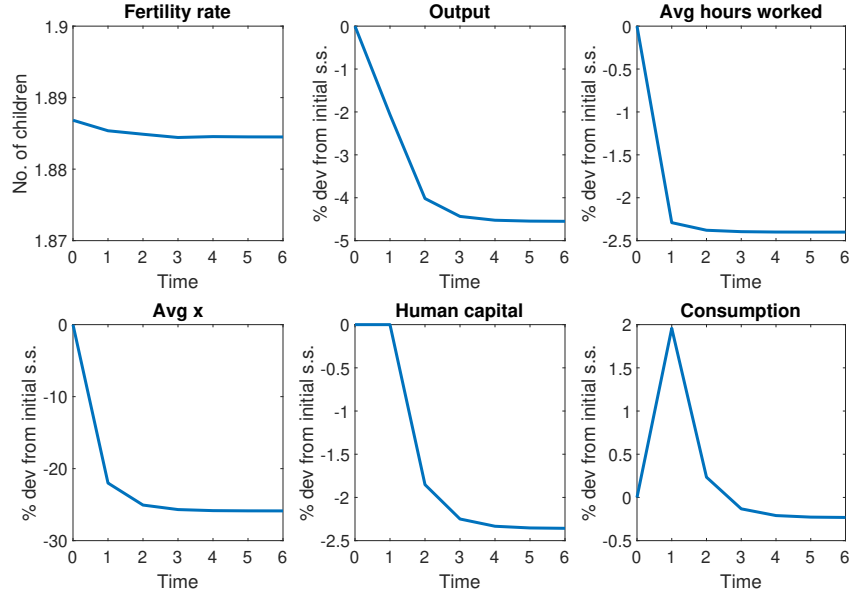 Fertility rate
1.9
1.89
1.88
1.87
No. of children
0 1 2 3 4 5 6
Time
Output
0
-1
-2
-3
-4
-5
% dev from initial s.s.
0 1 2 3 4 5 6
Time
Avg hours worked
0
-0.5
-1
-1.5
-2
-2.5
% dev from initial s.s.
0 1 2 3 4 5 6
Time
Avg x
0
-10
-20
-30
% dev from initial s.s.
0 1 2 3 4 5 6
Time
Human capital
0
-0.5
-1
-1.5
-2
-2.5
% dev from initial s.s.
0 1 2 3 4 5 6
Time
Consumption
2
1.5
1
0.5
0
-0.5
% dev from initial s.s.
0 1 2 3 4 5 6
Time